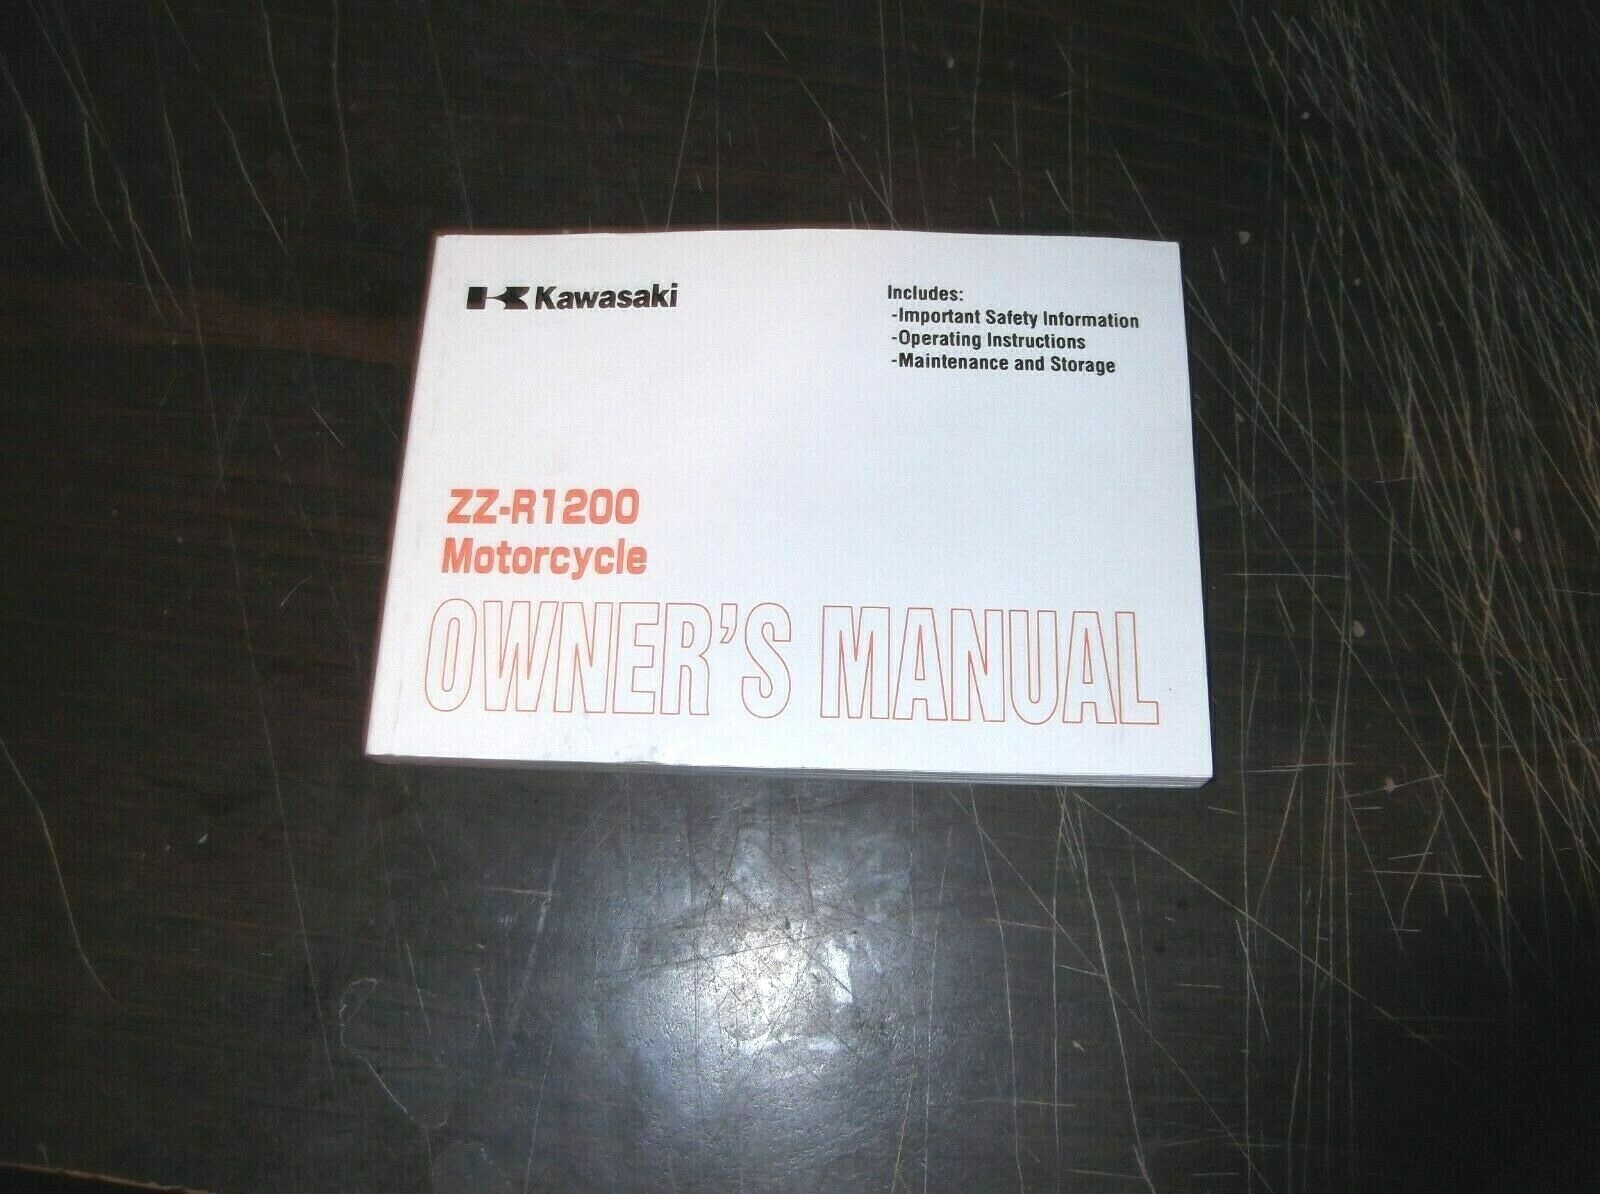 Kawasaki
Includes:
-Important Safety Information
-Operating Instructions
-Maintenance and Storage
ZZ-R1200
Motorcycle
OWNER'S MANUAL